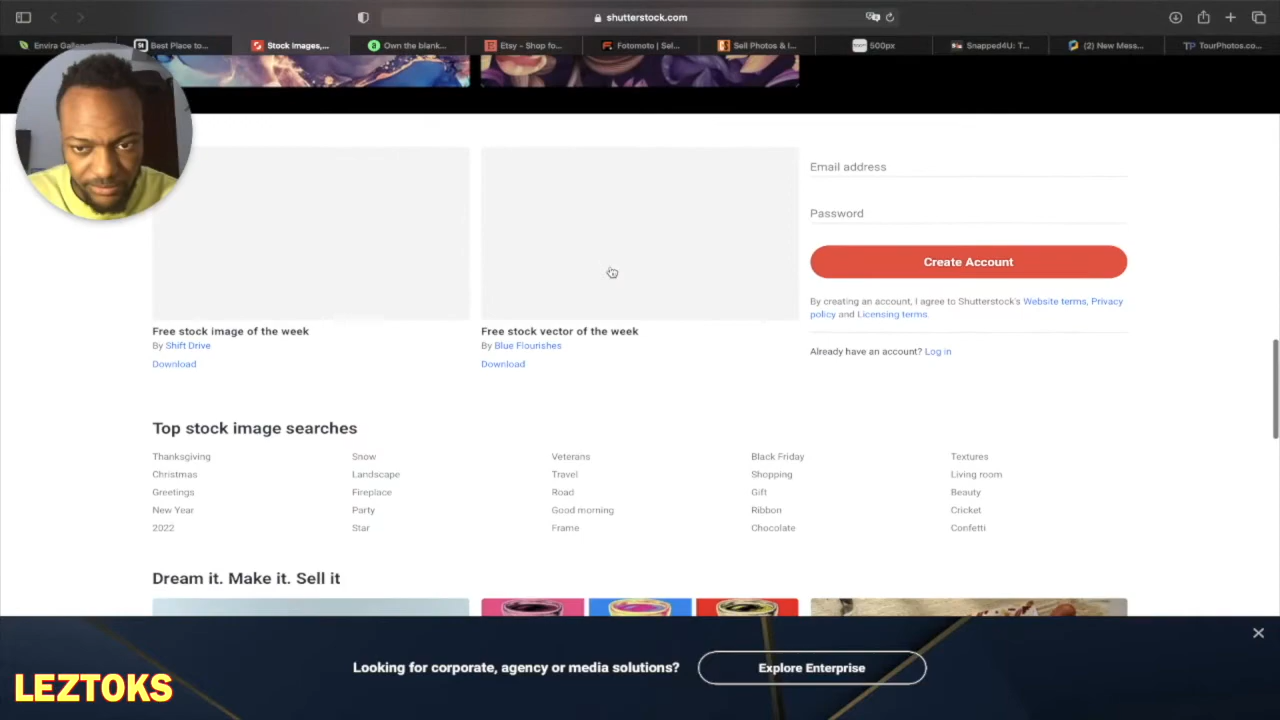 shutterstock.com
Envira Gall
Best Place to...
Stock Images,...
Own the blank...
Etsy - Shop fo...
Fotomoto | Sel...
Sell Photos & I...
500px
Snapped4U: T...
(2) New Mess...
TourPhotos.co...
Email address
Password
Create Account
By creating an account, I agree to Shutterstock's Website terms, Privacy
policy and Licensing terms.
Already have an account? Log in
Free stock image of the week
By Shift Drive
Download
Free stock vector of the week
By Blue Flourishes
Download
Top stock image searches
Thanksgiving Snow Veterans Black Friday Textures
Christmas Landscape Travel Shopping Living room
Greetings Fireplace Road Gift Beauty
New Year Party Good morning Ribbon Cricket
2022 Star Frame Chocolate Confetti
Dream it. Make it. Sell it
Looking for corporate, agency or media solutions? Explore Enterprise
LEZTOKS